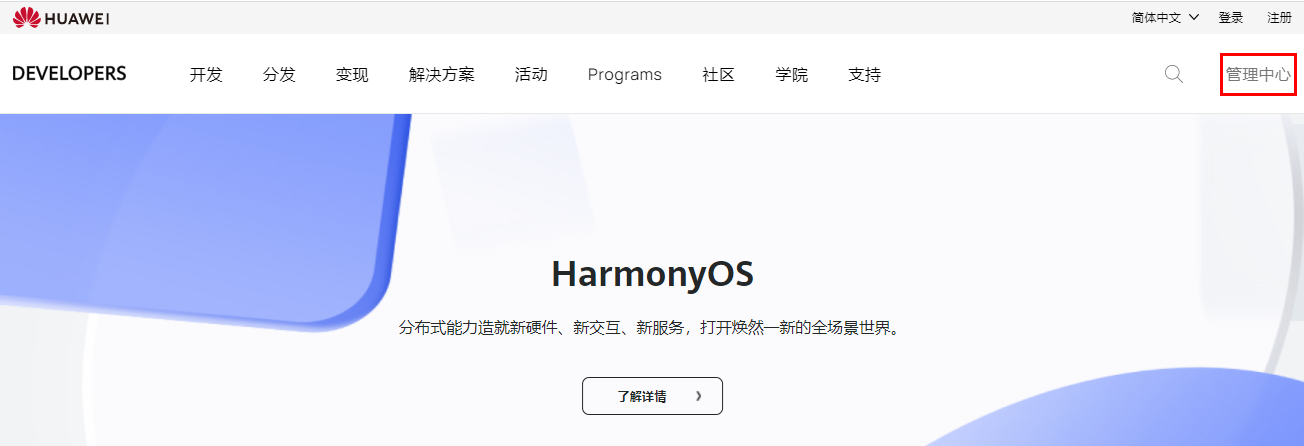 HUAWEI 简体中文 登录 注册
DEVELOPERS 开发 分发 变现 解决方案 活动 Programs 社区 学院 支持 管理中心
HarmonyOS
分布式能力造就新硬件、新交互、新服务，打开焕然一新的全场景世界。
了解详情 》